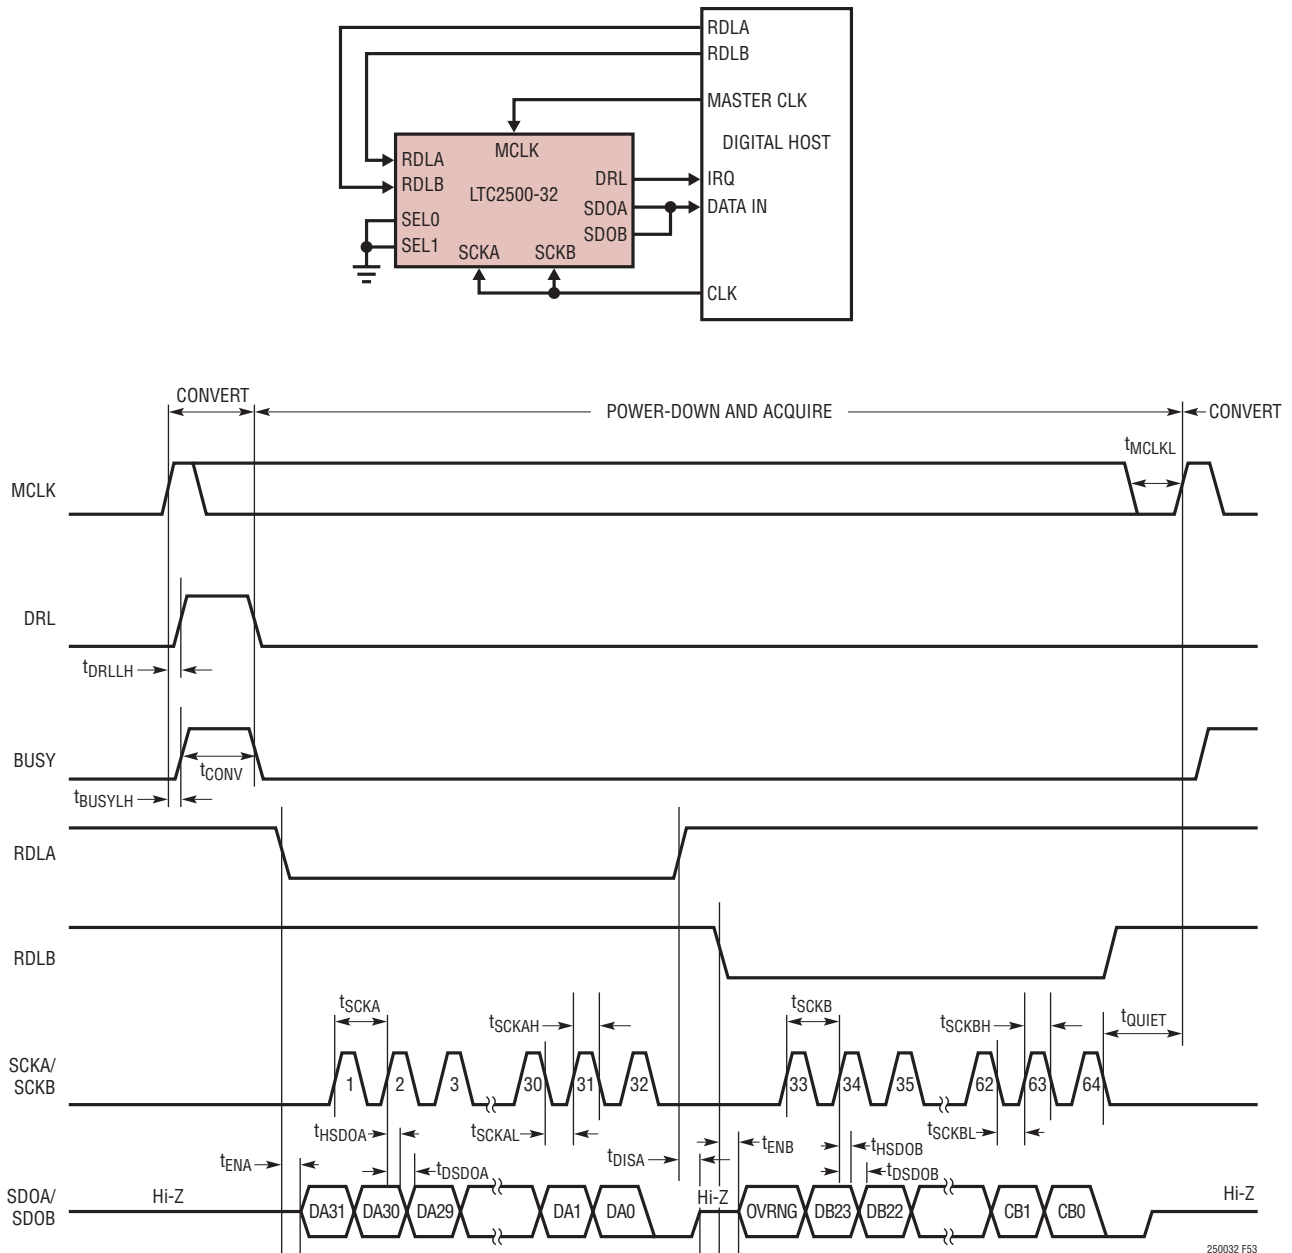 RDLA
RDLB
MASTER CLK
DIGITAL HOST
IRQ
DATA IN
CLK
MCLK
RDLA
RDLB
LTC2500-32
DRL
SDOA
SDOB
SEL0
SEL1
SCKA
SCKB
CONVERT
POWER-DOWN AND ACQUIRE
CONVERT
tMCLKL
MCLK
DRL
tDRLLH
BUSY
tCONV
tBUSYLH
RDLA
RDLB
tSCKA
tSCKAH
tSCKB
tSCKBH
tQUIET
SCKA/
SCKB
1 2 3 30 31 32 33 34 35 62 63 64
tHSDOA
tSCKAL
tENB
tHSDOB
tSCKBL
tENA
tDSDOA
tDISA
tDSDOB
SDOA/
SDOB
Hi-Z DA31 DA30 DA29 DA1 DA0 Hi-Z OVRNG DB23 DB22 CB1 CB0 Hi-Z
250032 F53